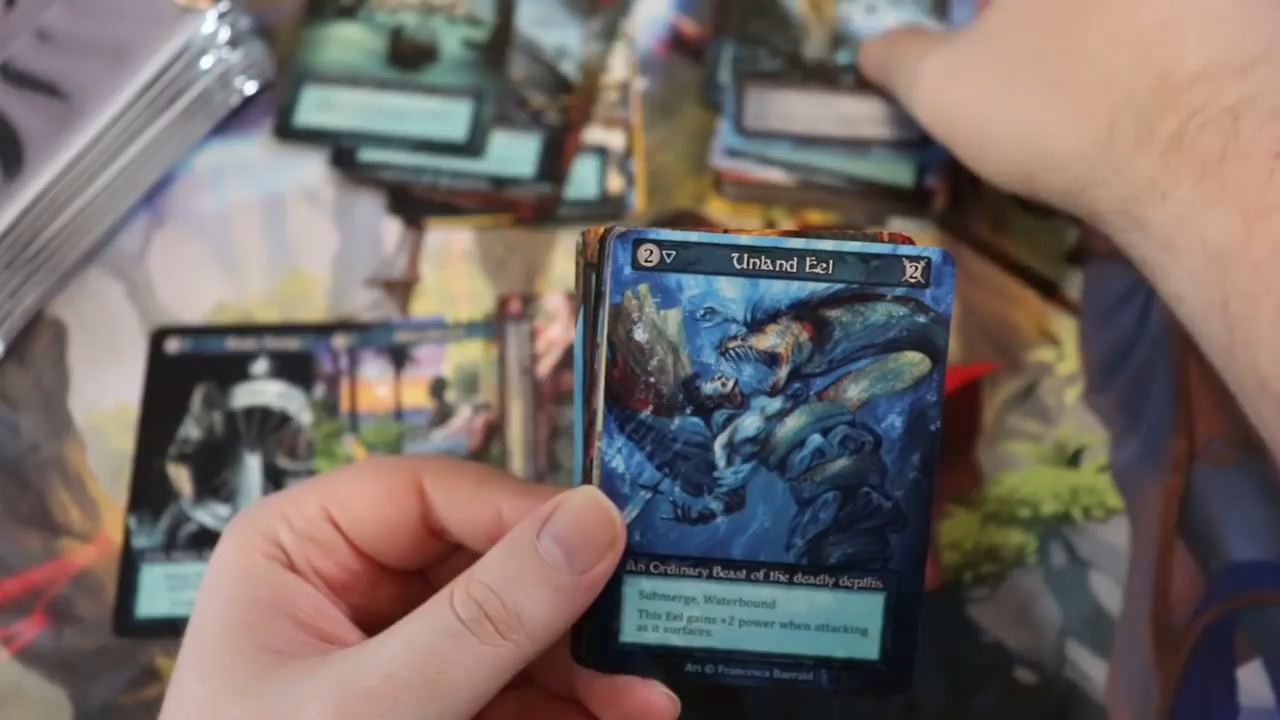 2 Unland Eel 2
An Ordinary Beast of the deadly depths.
Submerge, Waterbound
This Eel gains +2 power when attacking
as it surfaces.
Art © Francesca Baerald